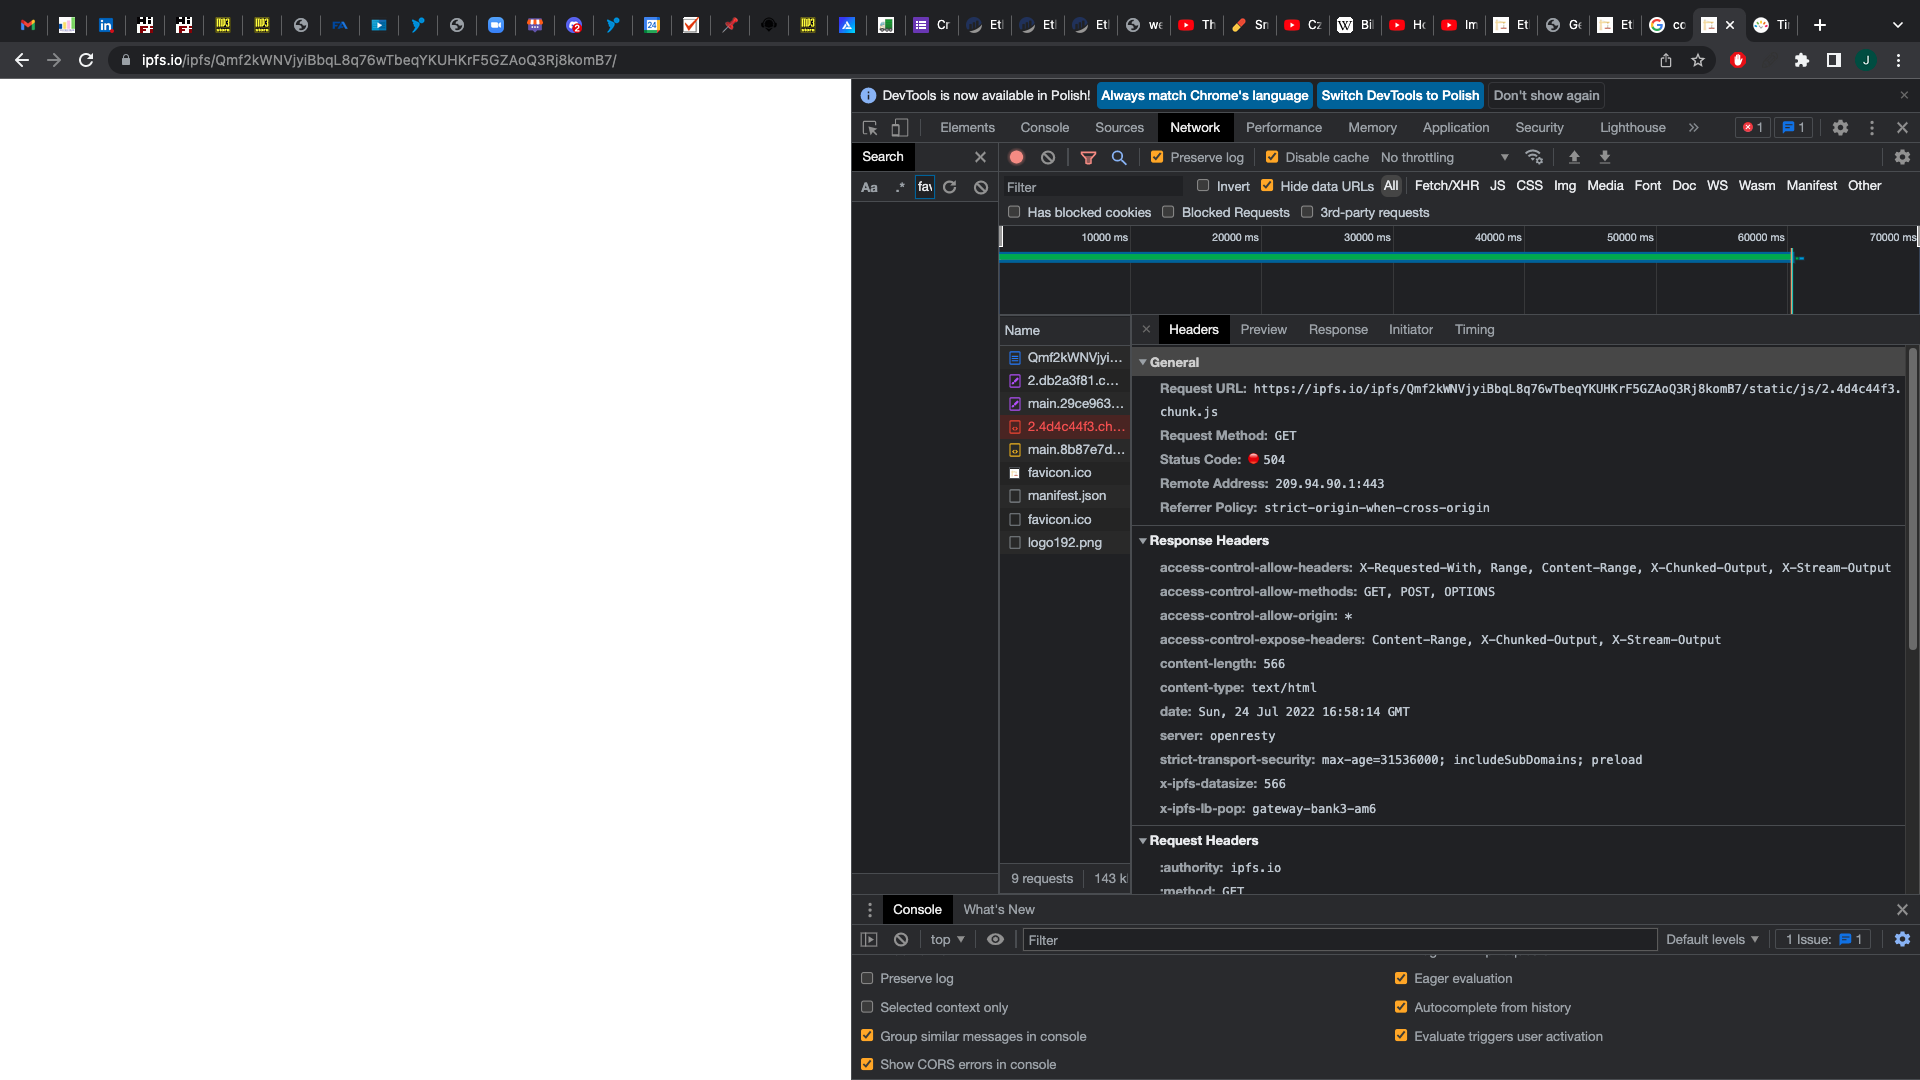 Cr
Etl
Etl
Etl
we
Th
Sn
Cz
Bil
Ho
Im
Etl
Ge
Etl
co
Tii
ipfs.io/ipfs/Qmf2kWNVjyiBbqL8q76wTbeqYKUHKrF5GZAoQ3Rj8komB7/
J
DevTools is now available in Polish! Always match Chrome's language Switch DevTools to Polish Don't show again
Elements Console Sources Network Performance Memory Application Security Lighthouse 1 1
Search
Preserve log Disable cache No throttling
Aa .* fav
Filter Invert Hide data URLs All Fetch/XHR JS CSS Img Media Font Doc WS Wasm Manifest Other
Has blocked cookies Blocked Requests 3rd-party requests
10000 ms 20000 ms 30000 ms 40000 ms 50000 ms 60000 ms 70000 ms
Name
Qmf2kWNVjyi...
2.db2a3f81.c...
main.29ce963...
2.4d4c44f3.ch...
main.8b87e7d...
favicon.ico
manifest.json
favicon.ico
logo192.png
9 requests 143 k
Headers Preview Response Initiator Timing
General
Request URL: https://ipfs.io/ipfs/Qmf2kWNVjyiBbqL8q76wTbeqYKUHKrF5GZAoQ3Rj8komB7/static/js/2.4d4c44f3.
chunk.js
Request Method: GET
Status Code: 504
Remote Address: 209.94.90.1:443
Referrer Policy: strict-origin-when-cross-origin
Response Headers
access-control-allow-headers: X-Requested-With, Range, Content-Range, X-Chunked-Output, X-Stream-Output
access-control-allow-methods: GET, POST, OPTIONS
access-control-allow-origin: *
access-control-expose-headers: Content-Range, X-Chunked-Output, X-Stream-Output
content-length: 566
content-type: text/html
date: Sun, 24 Jul 2022 16:58:14 GMT
server: openresty
strict-transport-security: max-age=31536000; includeSubDomains; preload
x-ipfs-datasize: 566
x-ipfs-lb-pop: gateway-bank3-am6
Request Headers
:authority: ipfs.io
:method: GET
Console What's New
top Filter Default levels 1 Issue: 1
Preserve log
Selected context only
Group similar messages in console
Show CORS errors in console
Eager evaluation
Autocomplete from history
Evaluate triggers user activation